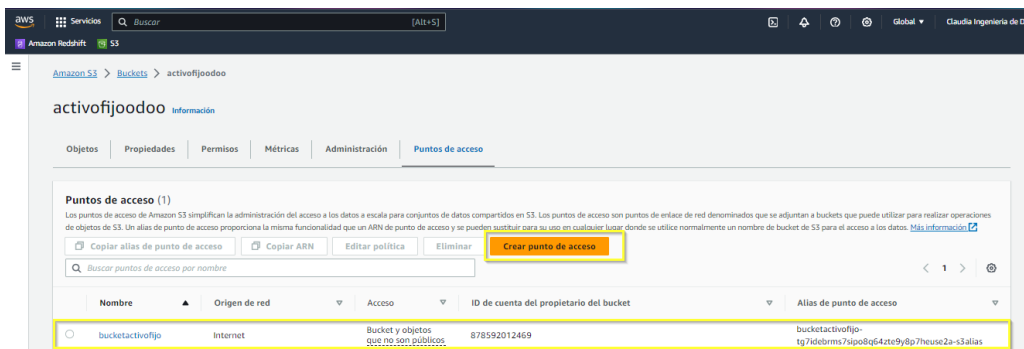 aws
Servicios
Buscar
[Alt+S]
Global
Claudia Ingenieria de D
Amazon Redshift
S3
Amazon S3 > Buckets > activofijoodoo
activofijoodoo Información
Objetos
Propiedades
Permisos
Métricas
Administración
Puntos de acceso
Puntos de acceso (1)
Los puntos de acceso de Amazon S3 simplifican la administración del acceso a los datos a escala para conjuntos de datos compartidos en S3. Los puntos de acceso son puntos de enlace de red denominados que se adjuntan a buckets que puede utilizar para realizar operaciones
de objetos de S3. Un alias de punto de acceso proporciona la misma funcionalidad que un ARN de punto de acceso y se pueden sustituir para su uso en cualquier lugar donde se utilice normalmente un nombre de bucket de S3 para el acceso a los datos. Más información
Copiar alias de punto de acceso
Copiar ARN
Editar política
Eliminar
Crear punto de acceso
Buscar puntos de acceso por nombre
< 1 >
Nombre
Origen de red
Acceso
ID de cuenta del propietario del bucket
Alias de punto de acceso
bucketactivofijo
Internet
Bucket y objetos
que no son públicos
878592012469
bucketactivofijo-
tg7idebrms7sipo8q64zte9y8p7heuse2a-s3alias